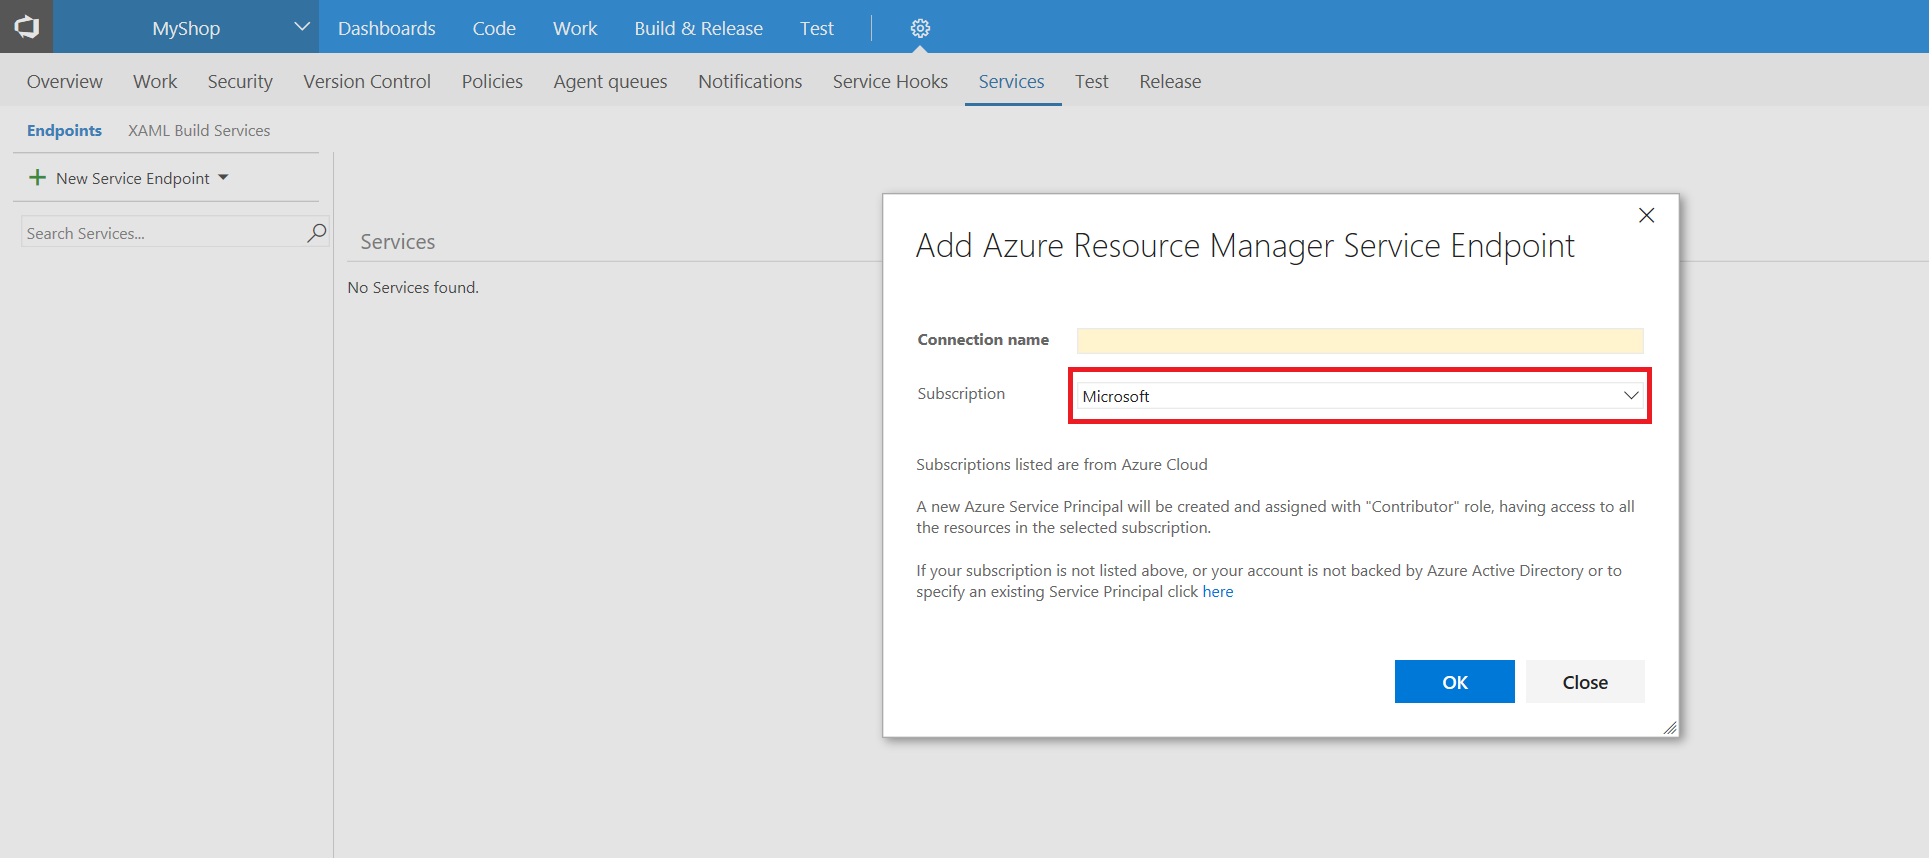 MyShop
Dashboards Code Work Build & Release Test
Overview Work Security Version Control Policies Agent queues Notifications Service Hooks Services Test Release
Endpoints XAML Build Services
New Service Endpoint
Search Services...
Services
No Services found.
Add Azure Resource Manager Service Endpoint
Connection name
Subscription Microsoft
Subscriptions listed are from Azure Cloud
A new Azure Service Principal will be created and assigned with "Contributor" role, having access to all
the resources in the selected subscription.
If your subscription is not listed above, or your account is not backed by Azure Active Directory or to
specify an existing Service Principal click here
OK Close